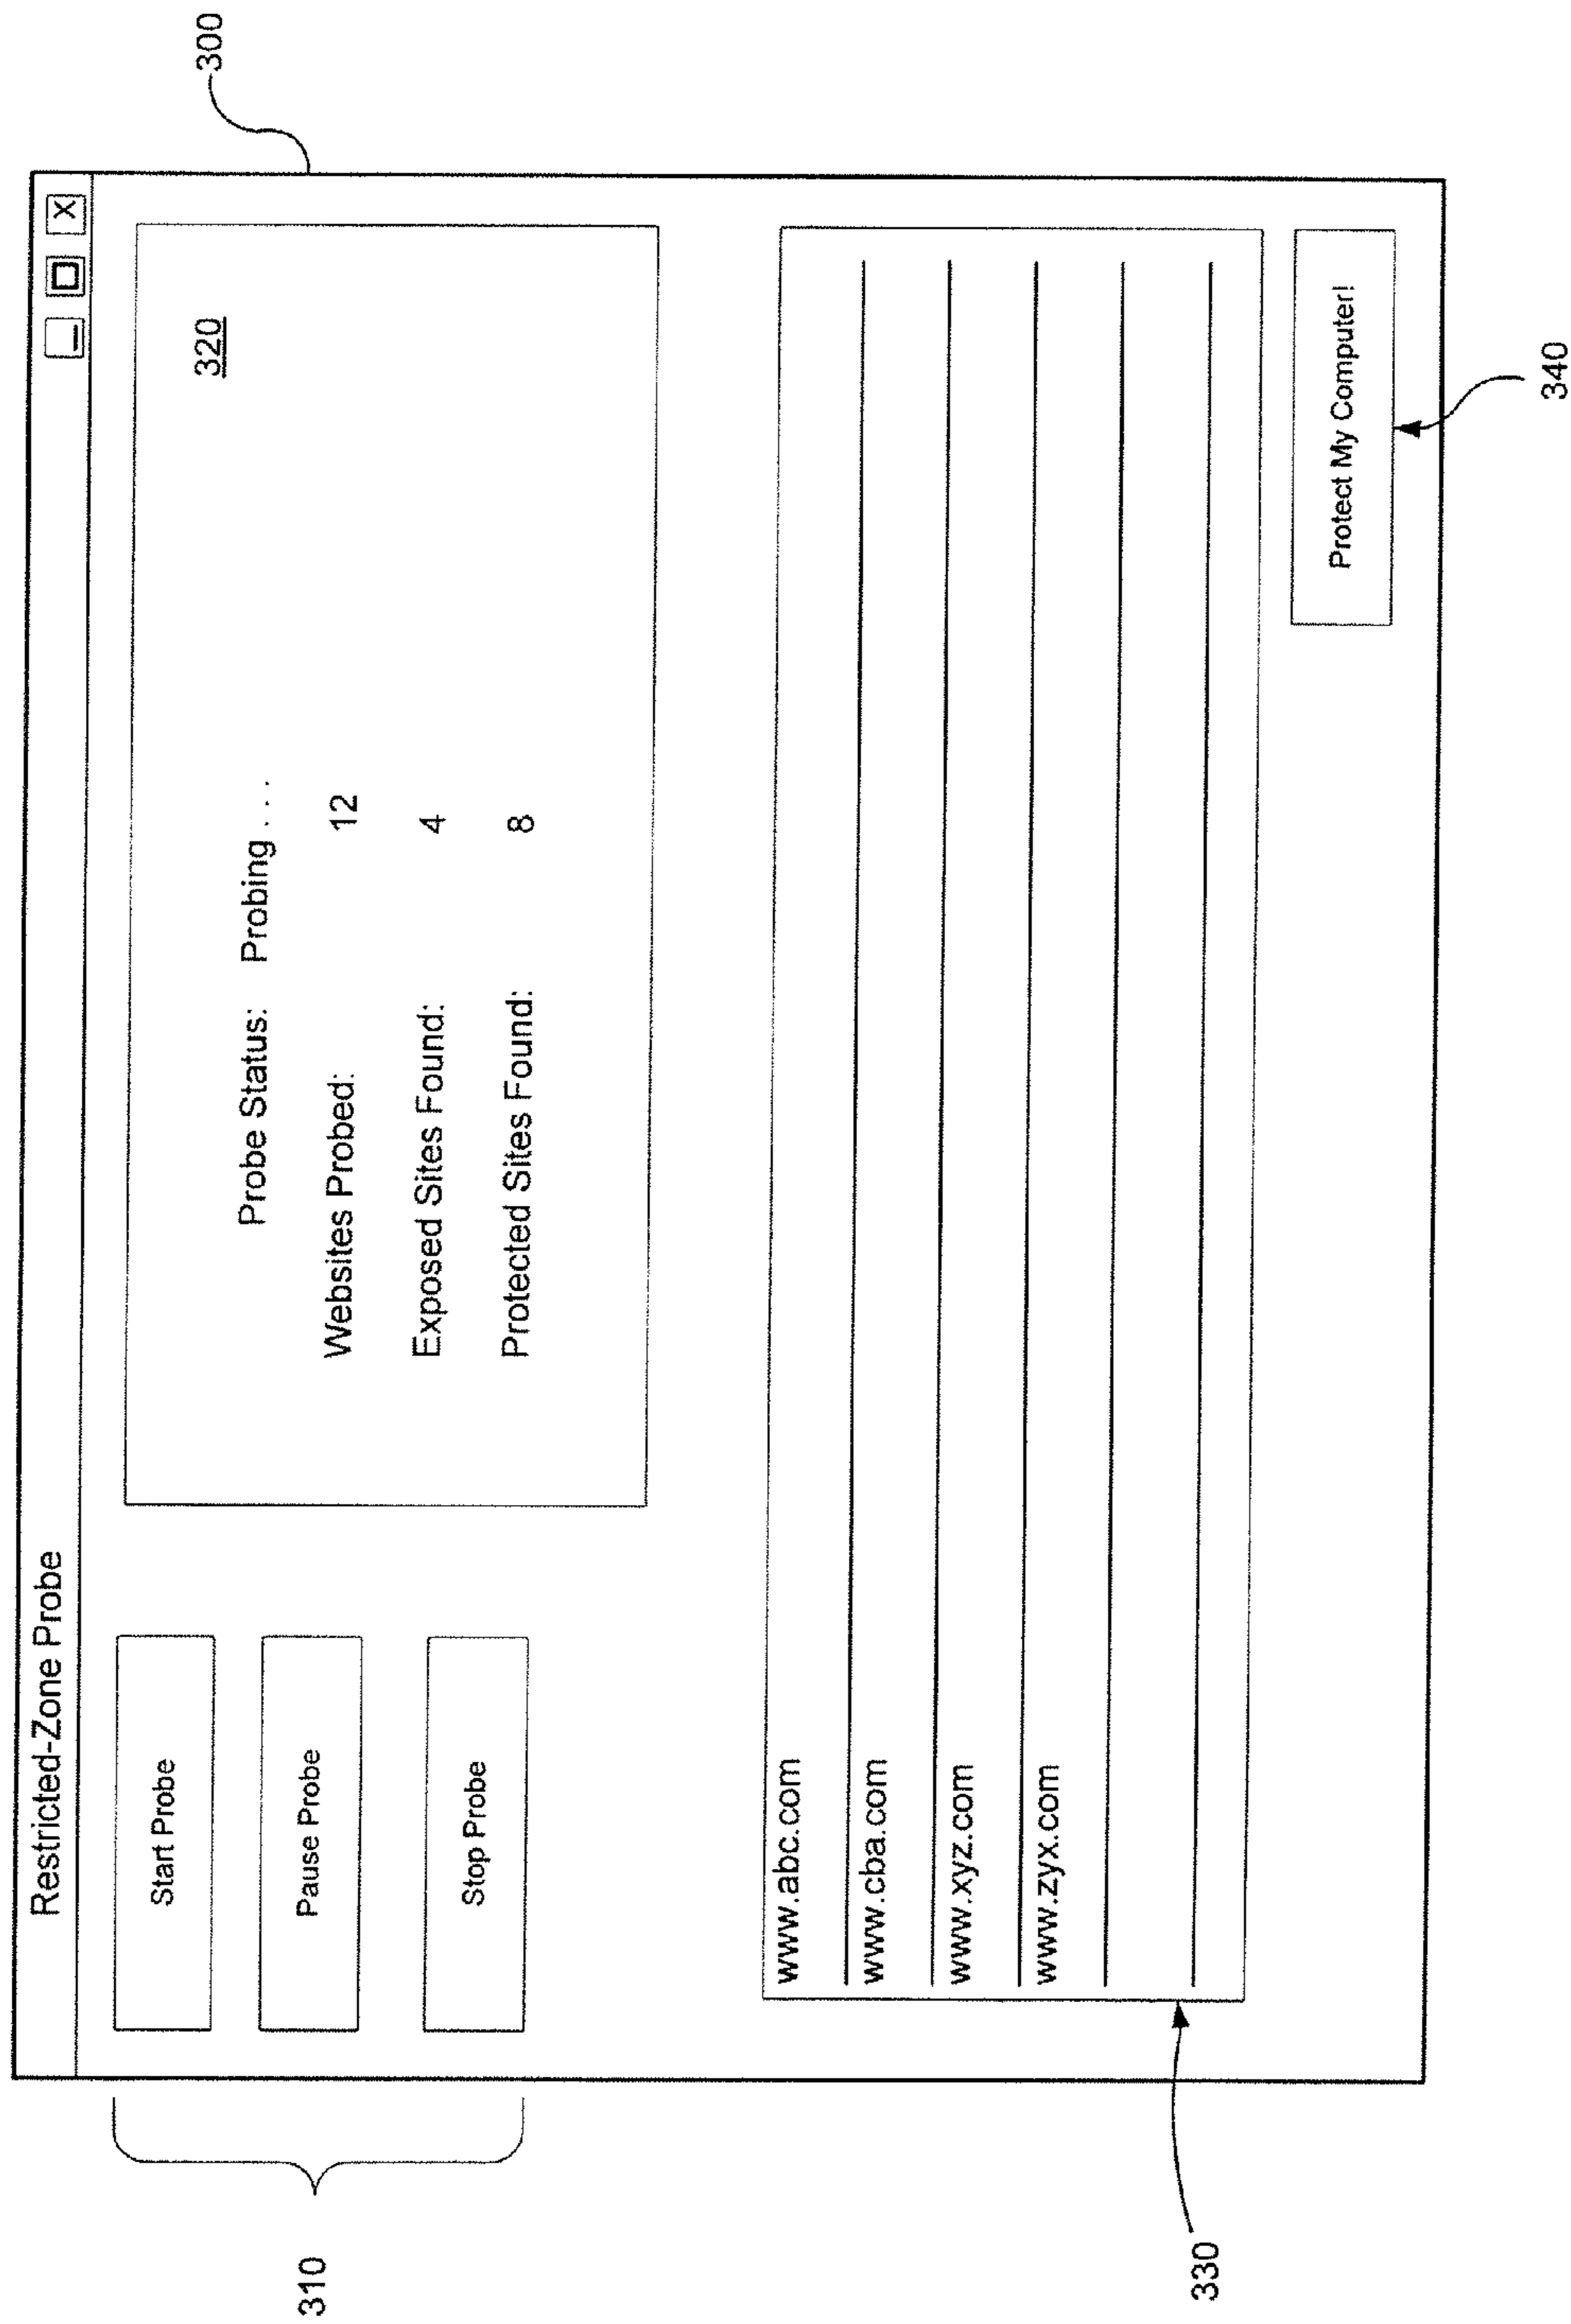 Restricted-Zone Probe
X
300
Start Probe
Pause Probe
Stop Probe
310
320
Probe Status: Probing . . .
Websites Probed: 12
Exposed Sites Found: 4
Protected Sites Found: 8
www.abc.com
www.cba.com
www.xyz.com
www.zyx.com
330
Protect My Computer!
340